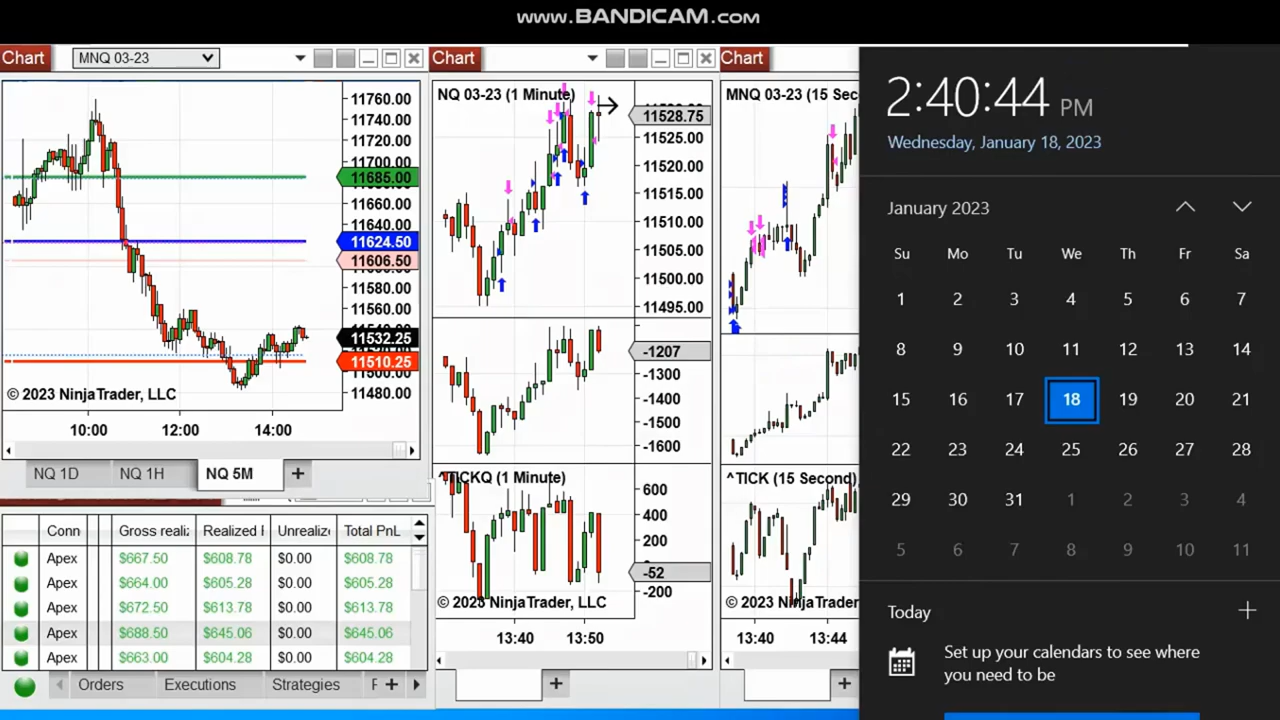 www.BANDICAM.com
Chart
MNQ 03-23
11760.00
11740.00
11720.00
11700.00
11685.00
11660.00
11640.00
11624.50
11606.50
11580.00
11560.00
11532.25
11510.25
11500.00
11480.00
© 2023 NinjaTrader, LLC
10:00
12:00
14:00
NQ 1D
NQ 1H
NQ 5M
+
Chart
NQ 03-23 (1 Minute)
11528.75
11525.00
11520.00
11515.00
11510.00
11505.00
11500.00
11495.00
-1207
-1300
-1400
-1500
-1600
^TICKQ (1 Minute)
600
400
200
-52
-200
© 2023 NinjaTrader, LLC
13:40
13:50
+
Chart
MNQ 03-23 (15 Sec
^TICK (15 Second)
© 2023 NinjaTrader, LLC
13:40
13:44
+
Conn Gross realiz Realized Unrealize Total PnL
Apex $667.50 $608.78 $0.00 $608.78
Apex $664.00 $605.28 $0.00 $605.28
Apex $672.50 $613.78 $0.00 $613.78
Apex $688.50 $645.06 $0.00 $645.06
Apex $663.00 $604.28 $0.00 $604.28
Orders Executions Strategies +
2:40:44 PM
Wednesday, January 18, 2023
January 2023
Su Mo Tu We Th Fr Sa
1 2 3 4 5 6 7
8 9 10 11 12 13 14
15 16 17 18 19 20 21
22 23 24 25 26 27 28
29 30 31 1 2 3 4
5 6 7 8 9 10 11
Today +
Set up your calendars to see where
you need to be